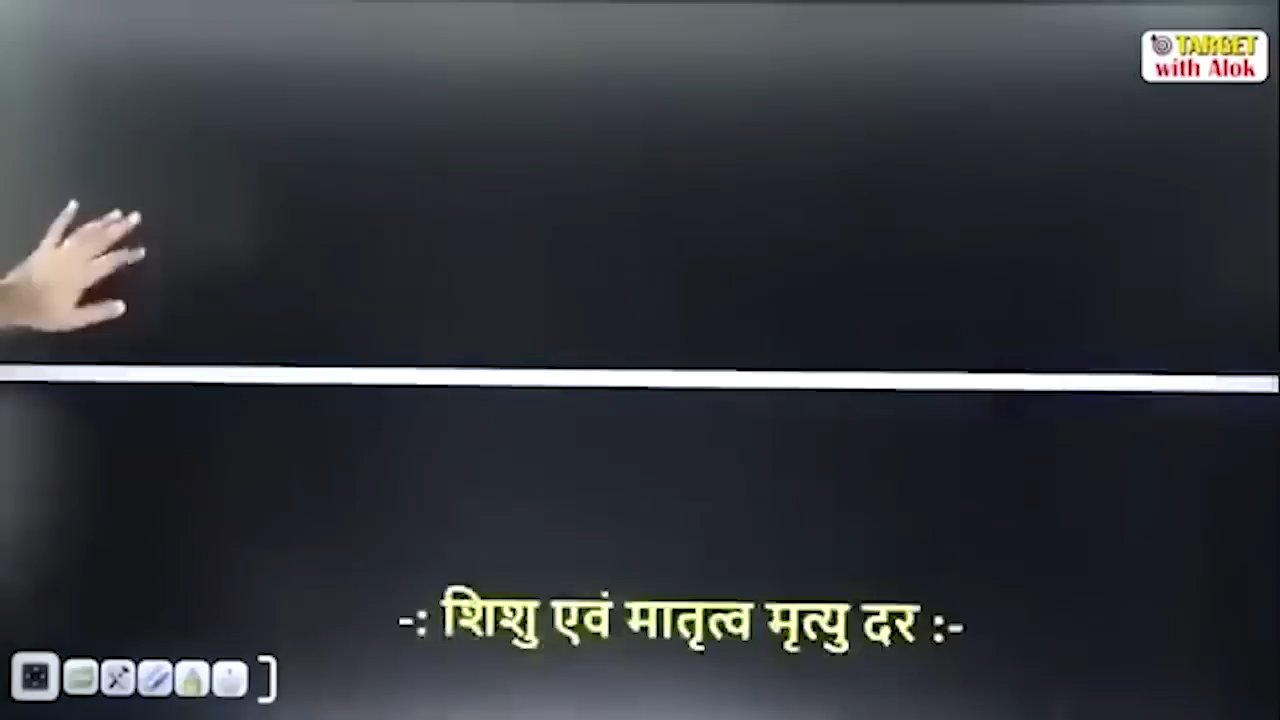 TARGET
with Alok
-: शिशु एवं मातृत्व मृत्यु दर :-